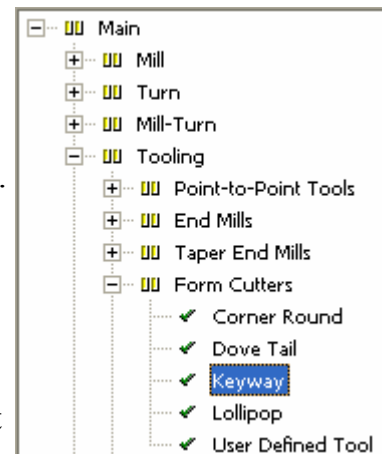 Main
Mill
Turn
Mill-Turn
Tooling
Point-to-Point Tools
End Mills
Taper End Mills
Form Cutters
Corner Round
Dove Tail
Keyway
Lollipop
User Defined Tool